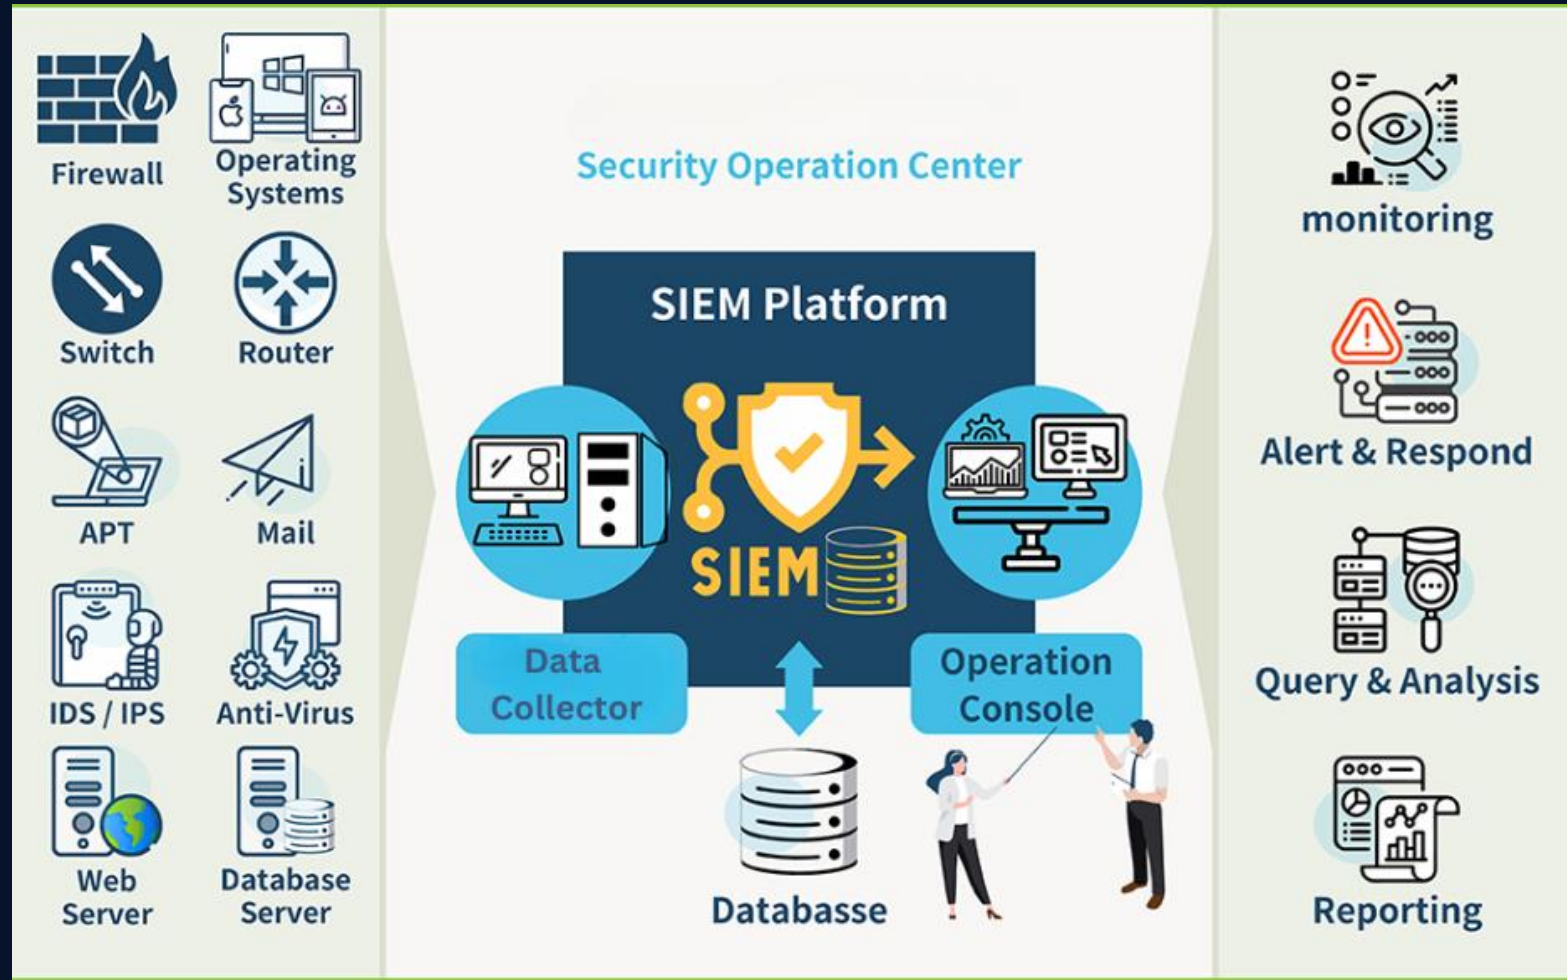 Firewall
Operating
Systems
Switch
Router
APT
Mail
IDS / IPS
Anti-Virus
Web
Server
Database
Server
Security Operation Center
SIEM Platform
SIEM
Data
Collector
Operation
Console
Databasse
monitoring
Alert & Respond
Query & Analysis
Reporting